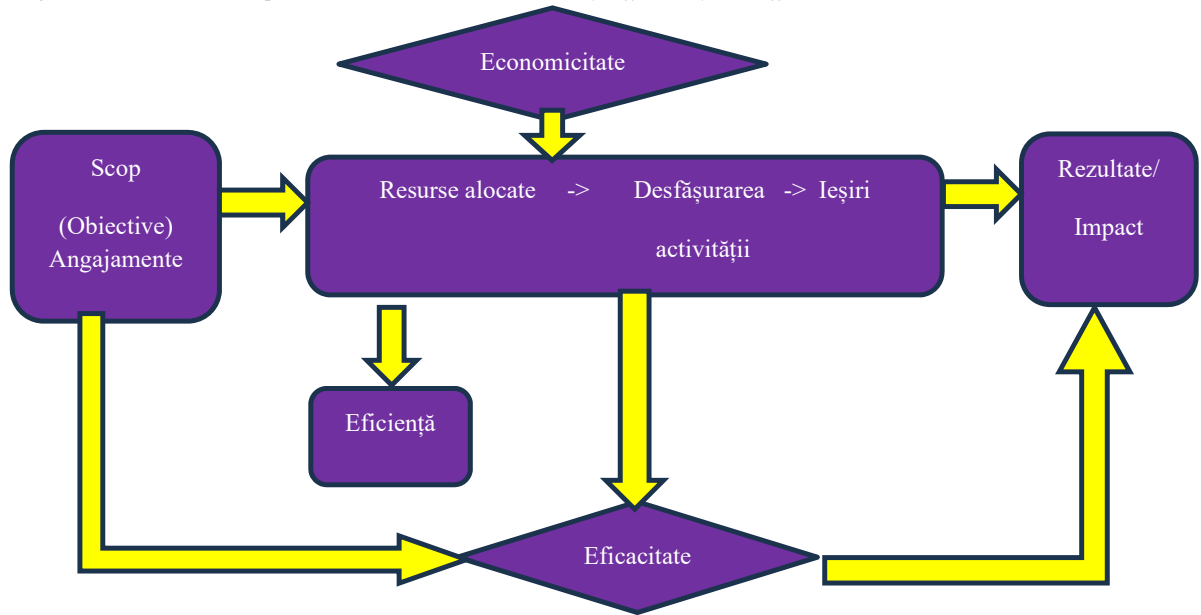 Economicitate
Scop
(Obiective)
Angajamente
Resurse alocate -> Desfășurarea -> Ieșiri
activității
Rezultate/
Impact
Eficiență
Eficacitate